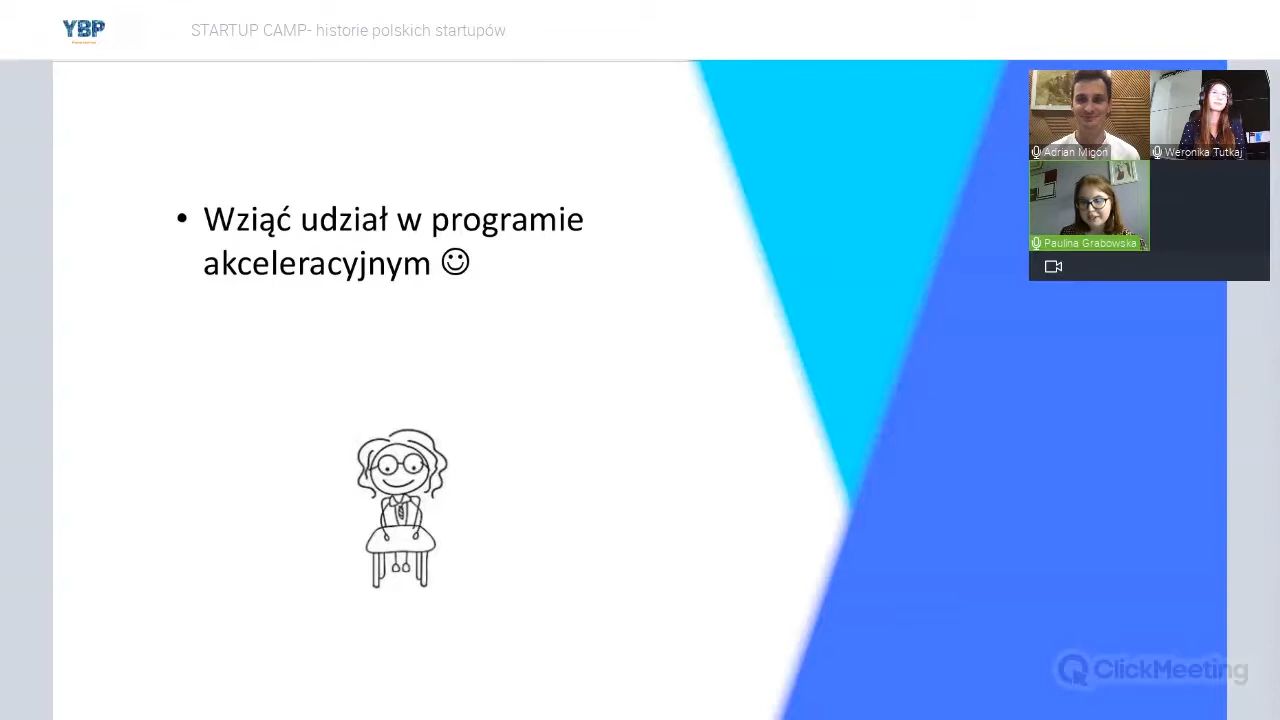 YBP
STARTUP CAMP- historie polskich startupów
Adrian Migoń
Weronika Tutkaj
• Wziąć udział w programie
akceleracyjnym ☺
Paulina Grabowska
ClickMeeting